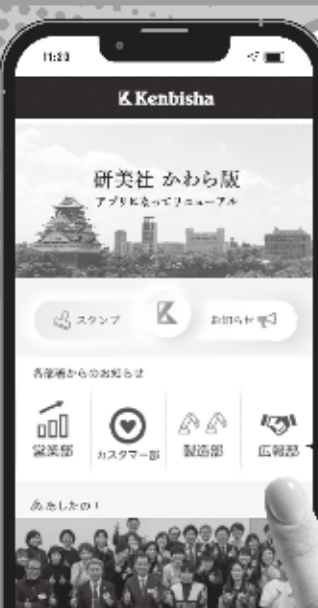 11:23
Kenbisha
研美社 かわら版
アプリになってリニューアル
スタンプ
お知らせ
各部署からのお知らせ
営業部
カスタマー部
製造部
広報部
あしたの!